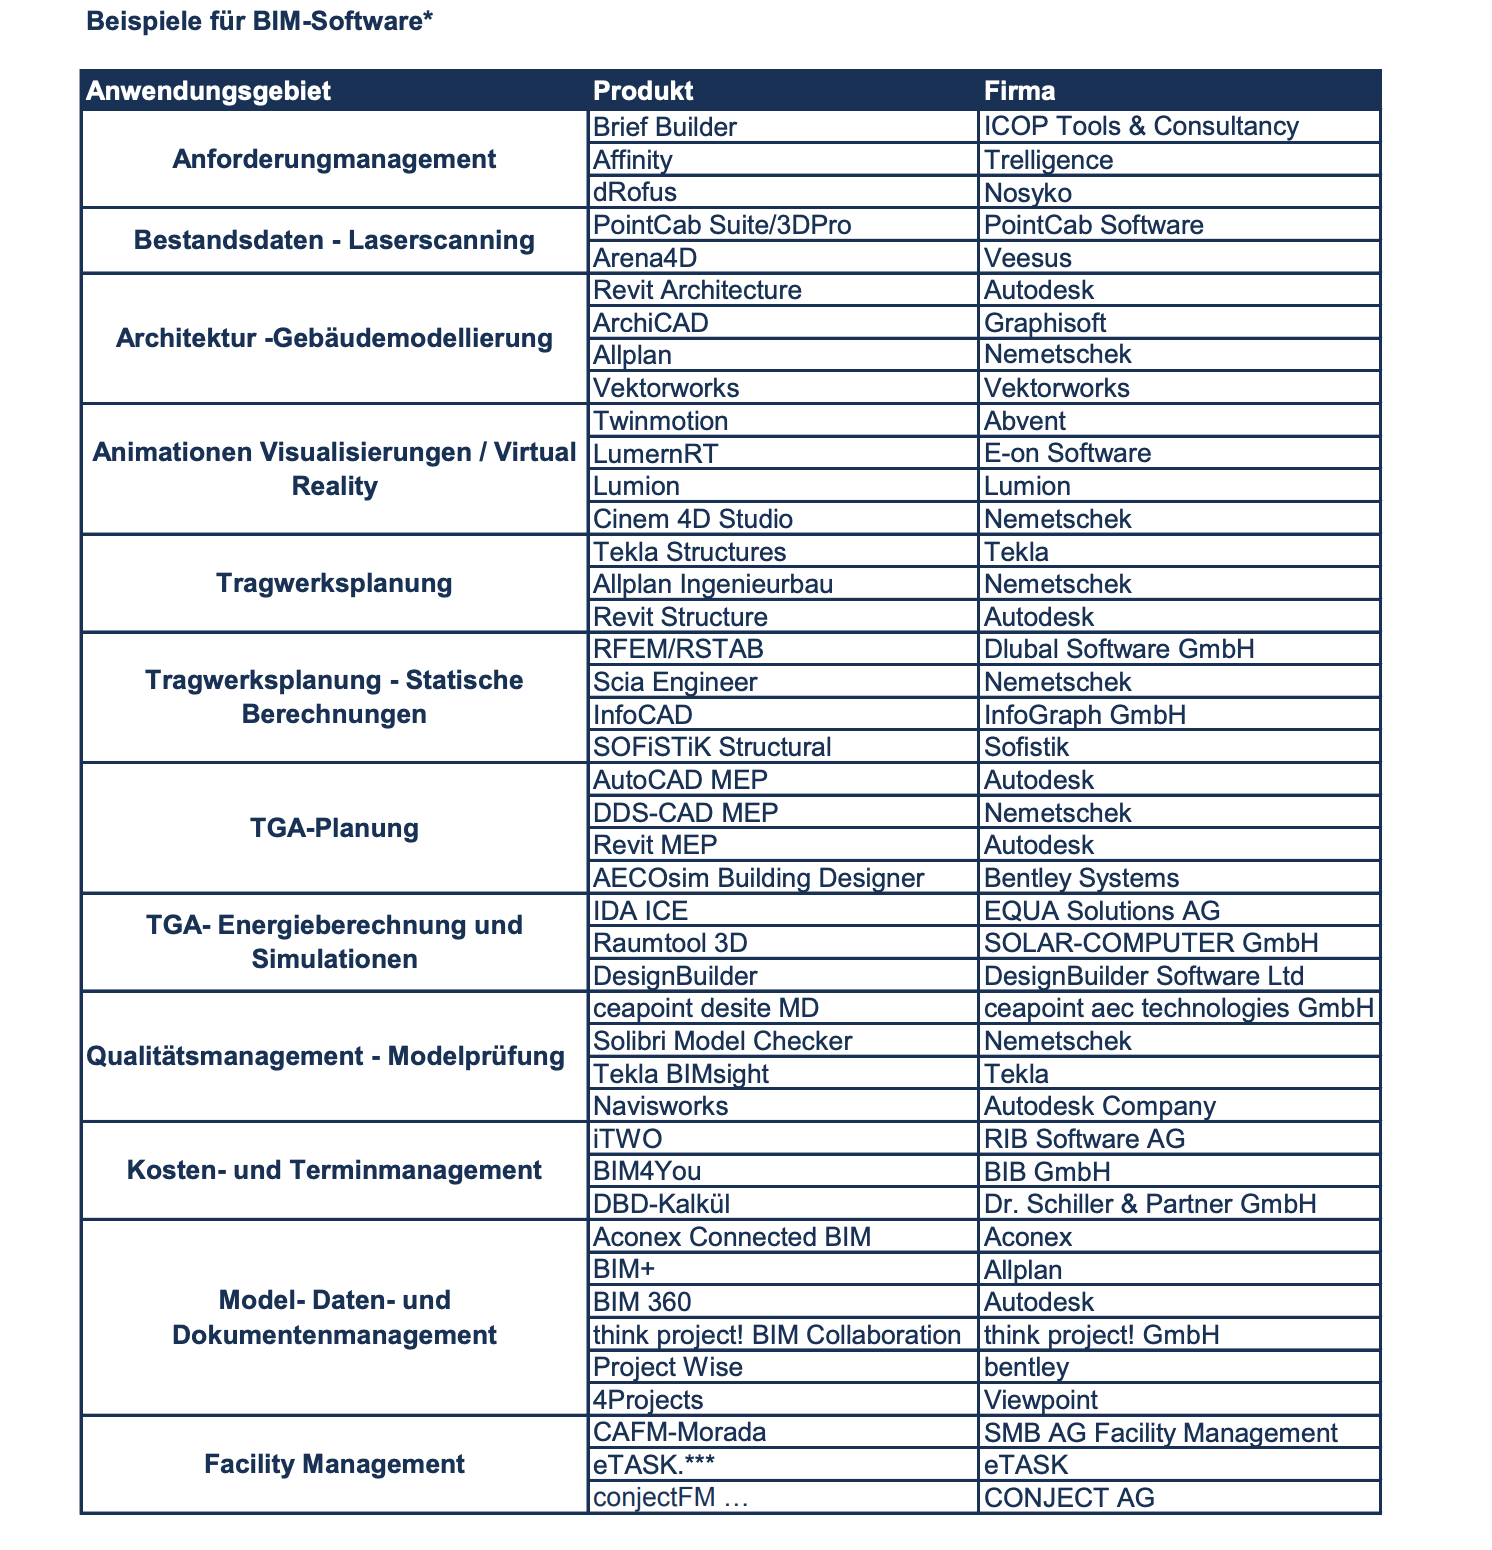 Beispiele für BIM-Software*
Anwendungsgebiet Produkt Firma
Anforderungmanagement
Brief Builder ICOP Tools & Consultancy
Affinity Trelligence
dRofus Nosyko
Bestandsdaten - Laserscanning
PointCab Suite/3DPro PointCab Software
Arena4D Veesus
Architektur -Gebäudemodellierung
Revit Architecture Autodesk
ArchiCAD Graphisoft
Allplan Nemetschek
Vektorworks Vektorworks
Animationen Visualisierungen / Virtual
Reality
Twinmotion Abvent
LumernRT E-on Software
Lumion Lumion
Cinem 4D Studio Nemetschek
Tragwerksplanung
Tekla Structures Tekla
Allplan Ingenieurbau Nemetschek
Revit Structure Autodesk
Tragwerksplanung - Statische
Berechnungen
RFEM/RSTAB Dlubal Software GmbH
Scia Engineer Nemetschek
InfoCAD InfoGraph GmbH
SOFiSTiK Structural Sofistik
TGA-Planung
AutoCAD MEP Autodesk
DDS-CAD MEP Nemetschek
Revit MEP Autodesk
AECOsim Building Designer Bentley Systems
TGA- Energieberechnung und
Simulationen
IDA ICE EQUA Solutions AG
Raumtool 3D SOLAR-COMPUTER GmbH
DesignBuilder DesignBuilder Software Ltd
Qualitätsmanagement - Modelprüfung
ceapoint desite MD ceapoint aec technologies GmbH
Solibri Model Checker Nemetschek
Tekla BIMsight Tekla
Navisworks Autodesk Company
Kosten- und Terminmanagement
iTWO RIB Software AG
BIM4You BIB GmbH
DBD-Kalkül Dr. Schiller & Partner GmbH
Model- Daten- und
Dokumentenmanagement
Aconex Connected BIM Aconex
BIM+ Allplan
BIM 360 Autodesk
think project! BIM Collaboration think project! GmbH
Project Wise bentley
4Projects Viewpoint
Facility Management
CAFM-Morada SMB AG Facility Management
eTASK.*** eTASK
conjectFM … CONJECT AG